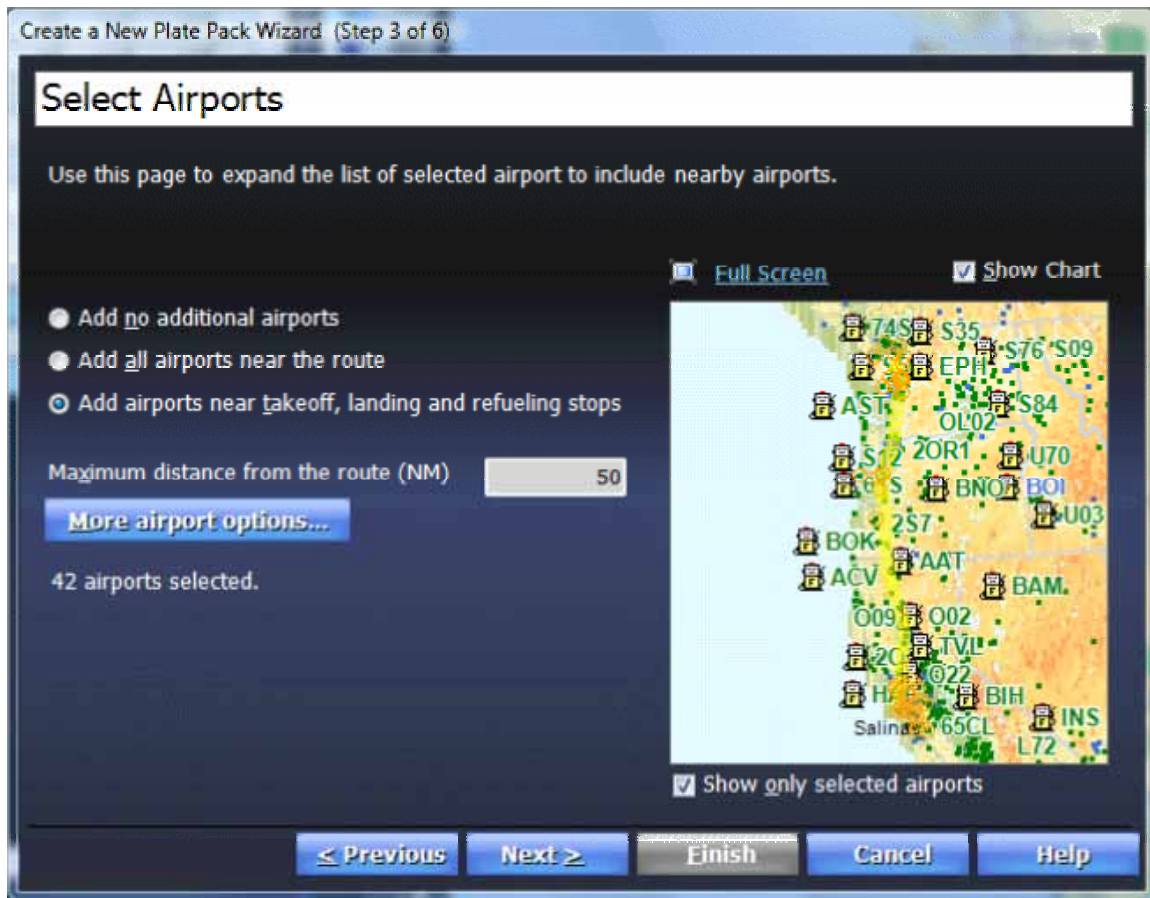 Create a New Plate Pack Wizard (Step 3 of 6)
Select Airports
Use this page to expand the list of selected airport to include nearby airports.
Full Screen
Show Chart
Add no additional airports
Add all airports near the route
Add airports near takeoff, landing and refueling stops
Maximum distance from the route (NM)
50
More airport options...
42 airports selected.
74S
S35
S76 S09
EPH
AST
S84
OL02
S12 2OR1
U70
BNO
BOI
U03
2S7
BOK
AAT
ACV
BAM
O09
O02
TVL
O22
BIH
INS
Salinas
65CL
L72
Show only selected airports
< Previous
Next >
Finish
Cancel
Help